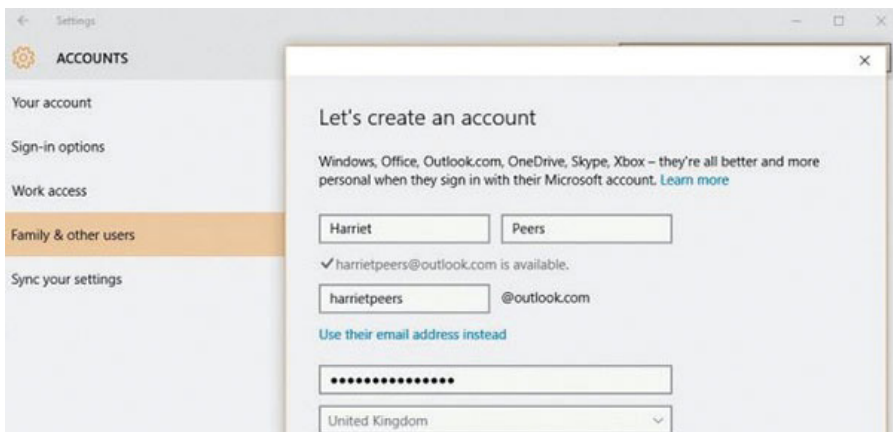 Settings
ACCOUNTS
Your account
Sign-in options
Work access
Family & other users
Sync your settings
Let's create an account
Windows, Office, Outlook.com, OneDrive, Skype, Xbox – they're all better and more
personal when they sign in with their Microsoft account. Learn more
Harriet
Peers
✔harrietpeers@outlook.com is available.
harrietpeers
@outlook.com
Use their email address instead
●●●●●●●●●●●●●●●
United Kingdom